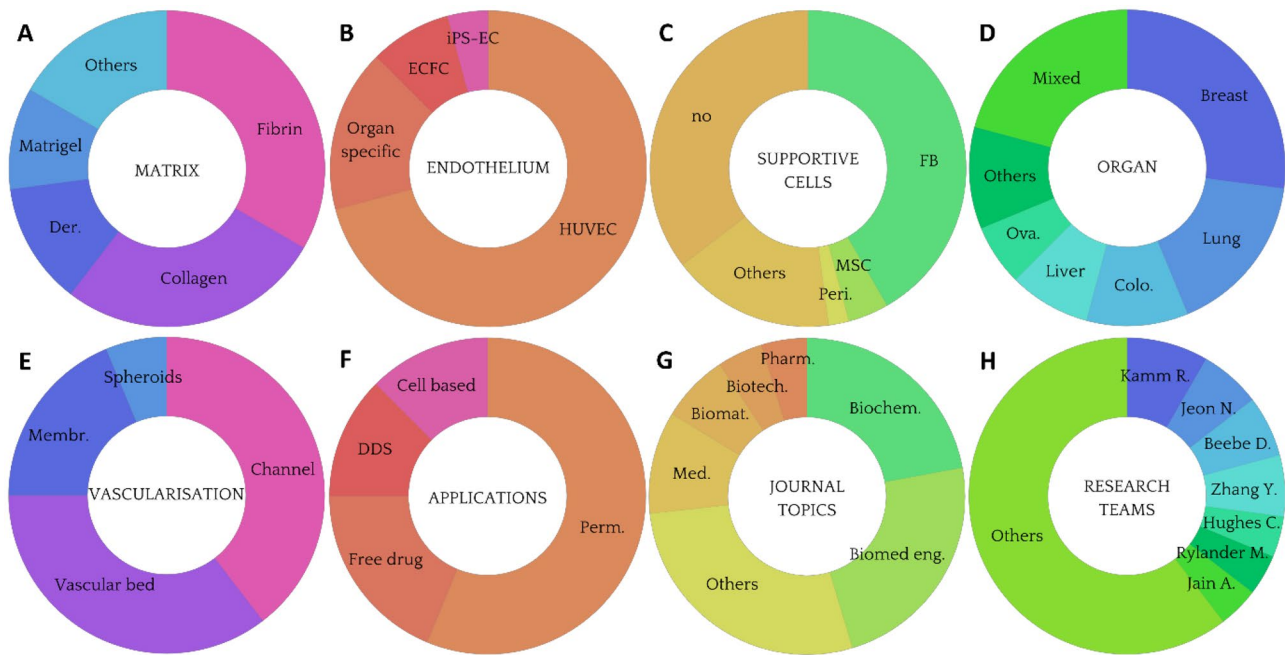 A
Others
Fibrin
Matrigel
MATRIX
Der.
Collagen
B
iPS-EC
ECFC
Organ
specific
ENDOTHELIUM
HUVEC
C
no
FB
SUPPORTIVE
CELLS
MSC
Others
Peri.
D
Mixed
Breast
Others
ORGAN
Ova.
Lung
Liver
Colo.
E
Spheroids
Membr.
Channel
VASCULARISATION
Vascular bed
F
Cell based
DDS
APPLICATIONS
Perm.
Free drug
G
Pharm.
Biotech.
Biomat.
Biochem.
Med.
JOURNAL
TOPICS
Others
Biomed eng.
H
Kamm R.
Jeon N.
Beebe D.
Zhang Y.
RESEARCH
TEAMS
Hughes C.
Others
Rylander M.
Jain A.